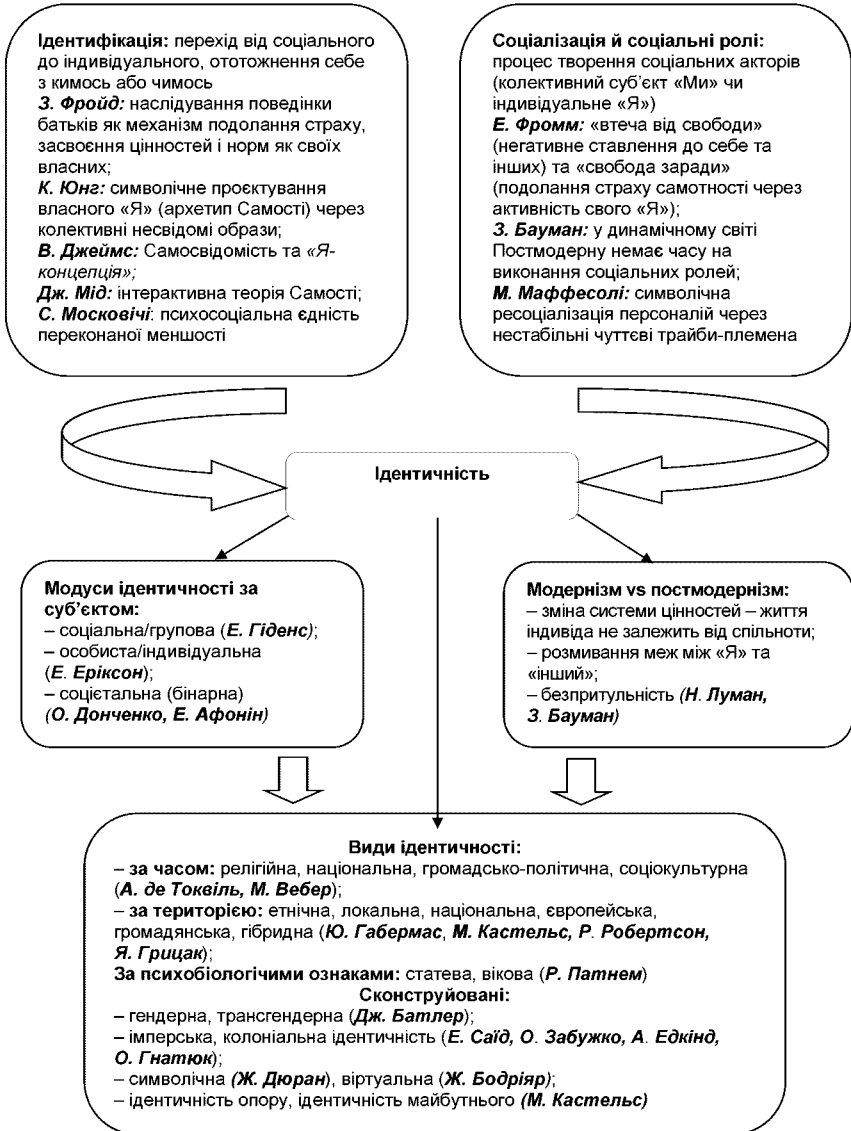 Ідентифікація: перехід від соціального
до індивідуального, ототожнення себе
з кимось або чимось
З. Фройд: наслідування поведінки
батьків як механізм подолання страху,
засвоєння цінностей і норм як своїх
власних;
К. Юнг: символічне проєктування
власного «Я» (архетип Самості) через
колективні несвідомі образи;
В. Джеймс: Самосвідомість та «Я-
концепція»;
Дж. Мід: інтерактивна теорія Самості;
С. Московічі: психосоціальна єдність
переконаної меншості
Соціалізація й соціальні ролі:
процес творення соціальних акторів
(колективний суб’єкт «Ми» чи
індивідуальне «Я»)
Е. Фромм: «втеча від свободи»
(негативне ставлення до себе та
інших) та «свобода заради»
(подолання страху самотності через
активність свого «Я»);
З. Бауман: у динамічному світі
Постмодерну немає часу на
виконання соціальних ролей;
М. Маффесолі: символічна
ресоціалізація персоналій через
нестабільні чуттєві трайби-племена
Ідентичність
Модуси ідентичності за
суб’єктом:
– соціальна/групова (Е. Гіденс);
– особиста/індивідуальна
(Е. Еріксон);
– соцієтальна (бінарна)
(О. Донченко, Е. Афонін)
Модернізм vs постмодернізм:
– зміна системи цінностей – життя
індивіда не залежить від спільноти;
– розмивання меж між «Я» та
«інший»;
– безпритульність (Н. Луман,
З. Бауман)
Види ідентичності:
– за часом: релігійна, національна, громадсько-політична, соціокультурна
(А. де Токвіль, М. Вебер);
– за територією: етнічна, локальна, національна, європейська,
громадянська, гібридна (Ю. Габермас, М. Кастельс, Р. Робертсон,
Я. Грицак);
За психобіологічими ознаками: статева, вікова (Р. Патнем)
Сконструйовані:
– гендерна, трансгендерна (Дж. Батлер);
– імперська, колоніальна ідентичність (Е. Саїд, О. Забужко, А. Едкінд,
О. Гнатюк);
– символічна (Ж. Дюран), віртуальна (Ж. Бодріяр);
– ідентичність опору, ідентичність майбутнього (М. Кастельс)